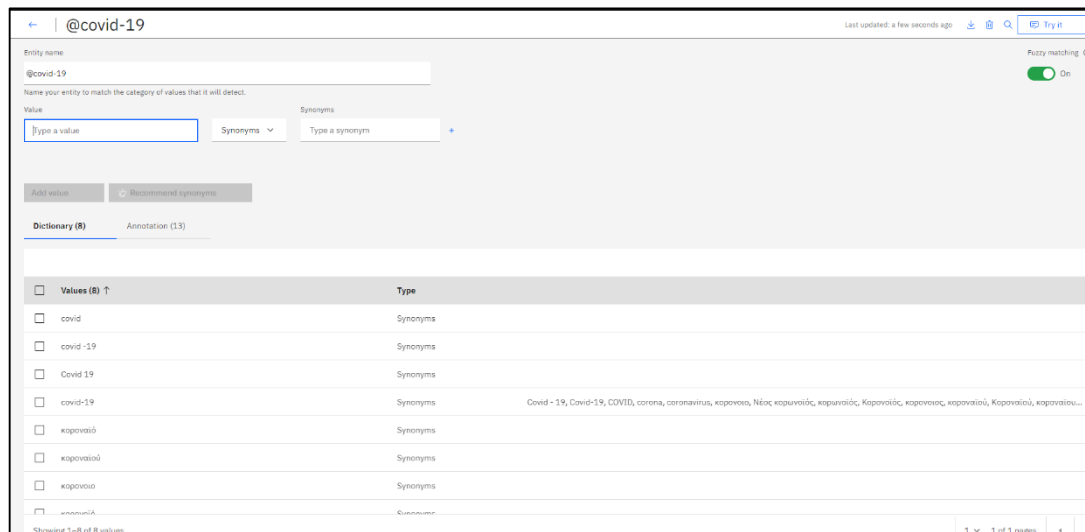 ← @covid-19 Last updated: a few seconds ago Try it
Entity name Fuzzy matching
@covid-19 On
Name your entity to match the category of values that it will detect.
Value Synonyms
Type a value Synonyms Type a synonym +
Add value Recommend synonyms
Dictionary (8) Annotation (13)
Values (8) ↑ Type
covid Synonyms
covid -19 Synonyms
Covid 19 Synonyms
covid-19 Synonyms Covid - 19, Covid-19, COVID, corona, coronavirus, κορονοιο, Νέος κορωνοϊός, κορωνοϊός, Κορονοϊός, κορονοιος, κοροναϊού, Κοροναϊού, κοροναϊου...
κοροναϊό Synonyms
κοροναϊού Synonyms
κορονοιο Synonyms
Synonyms
Showing 1–8 of 8 values 1 1 of 1 pages